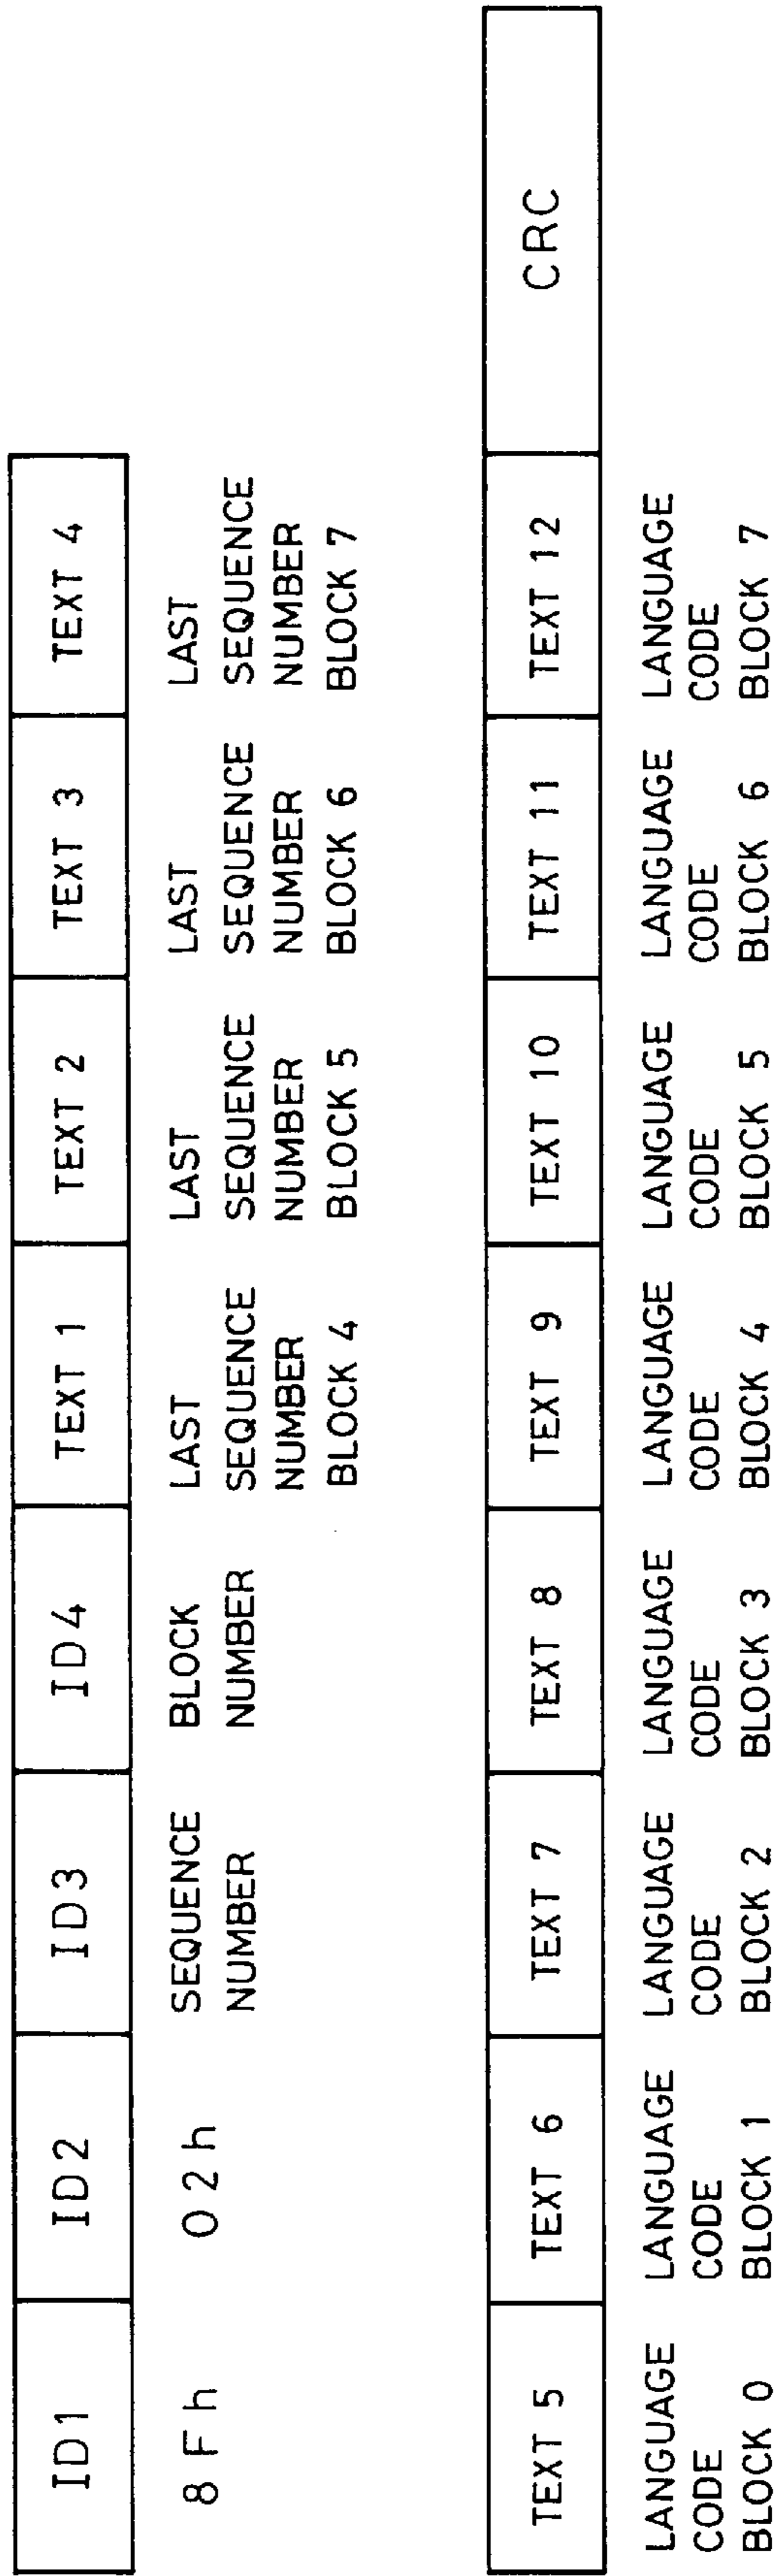 ID1 ID2 ID3 ID4 TEXT 1 TEXT 2 TEXT 3 TEXT 4
8Fh
02h
SEQUENCE
NUMBER
BLOCK
NUMBER
LAST
SEQUENCE
NUMBER
BLOCK 4
LAST
SEQUENCE
NUMBER
BLOCK 5
LAST
SEQUENCE
NUMBER
BLOCK 6
LAST
SEQUENCE
NUMBER
BLOCK 7
TEXT 5 TEXT 6 TEXT 7 TEXT 8 TEXT 9 TEXT 10 TEXT 11 TEXT 12 CRC
LANGUAGE
CODE
BLOCK 0
LANGUAGE
CODE
BLOCK 1
LANGUAGE
CODE
BLOCK 2
LANGUAGE
CODE
BLOCK 3
LANGUAGE
CODE
BLOCK 4
LANGUAGE
CODE
BLOCK 5
LANGUAGE
CODE
BLOCK 6
LANGUAGE
CODE
BLOCK 7